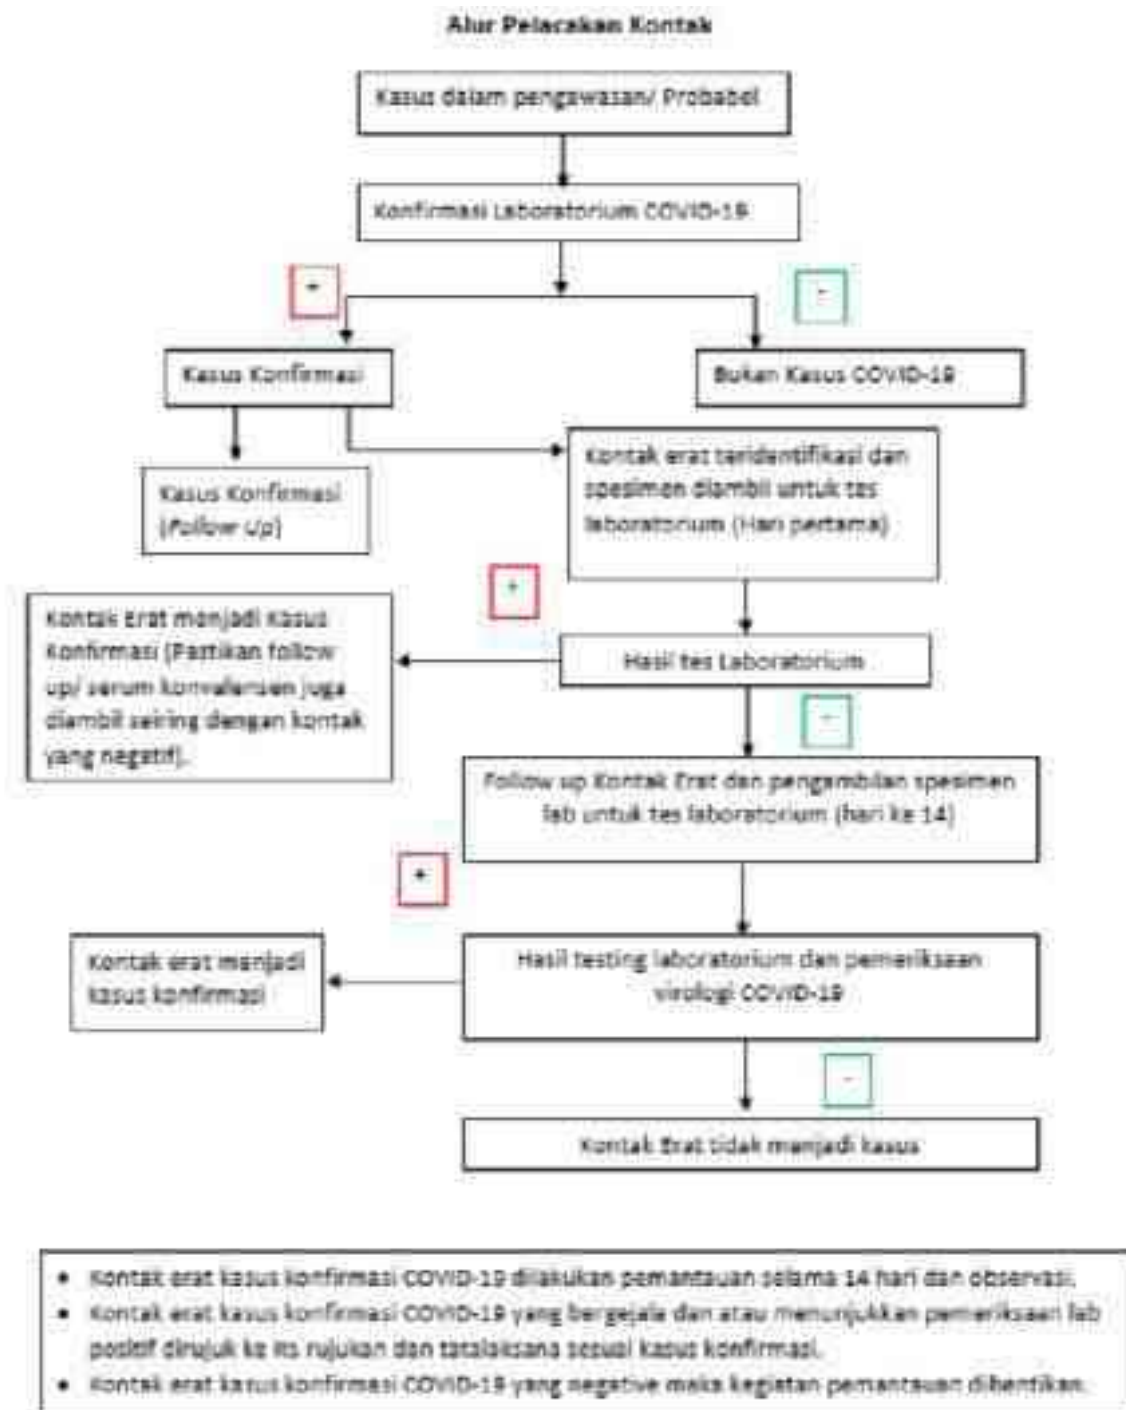 Alur Pelacakan Kontak
Kasus dalam pengawasan/ Probabel
Konfirmasi Laboratorium COVID-19
+
-
Kasus Konfirmasi
Bukan Kasus COVID-19
Kasus Konfirmasi
(Follow Up)
Kontak erat teridentifikasi dan
spesimen diambil untuk tes
laboratorium (Hari pertama)
+
Kontak Erat menjadi Kasus
Konfirmasi (Pastikan follow
up/ serum konvalensen juga
diambil seiring dengan kontak
yang negatif).
Hasil tes Laboratorium
-
Follow up Kontak Erat dan pengambilan spesimen
lab untuk tes laboratorium (hari ke 14)
+
Kontak erat menjadi
kasus konfirmasi
Hasil testing laboratorium dan pemeriksaan
virologi COVID-19
-
Kontak Erat tidak menjadi kasus
• Kontak erat kasus konfirmasi COVID-19 dilakukan pemantauan selama 14 hari dan observasi.
• Kontak erat kasus konfirmasi COVID-19 yang bergejala dan atau menunjukkan pemeriksaan lab
positif dirujuk ke rs rujukan dan tatalaksana sesuai kasus konfirmasi.
• Kontak erat kasus konfirmasi COVID-19 yang negative maka kegiatan pemantauan dihentikan.